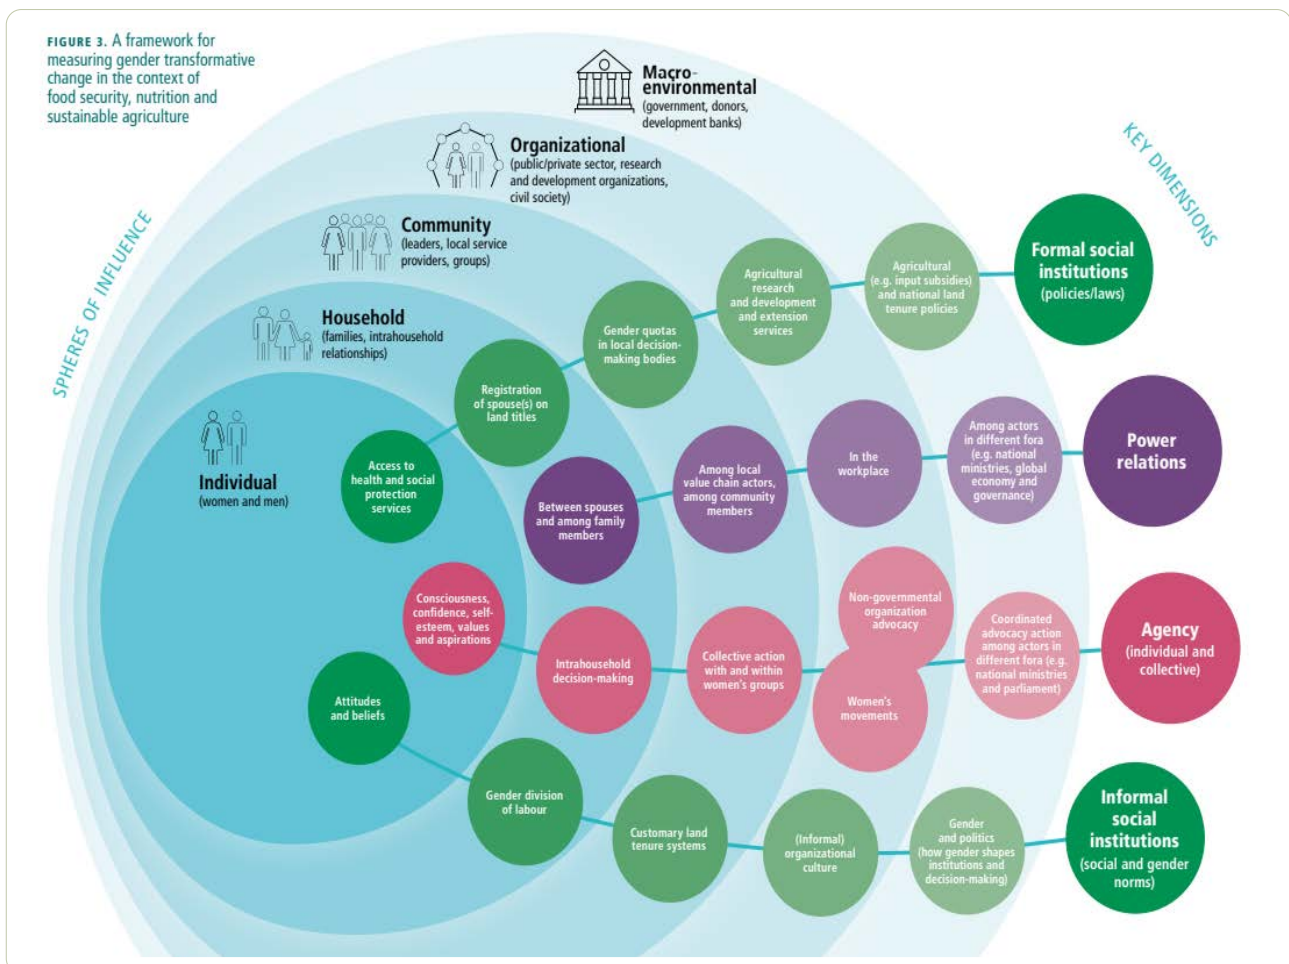 FIGURE 3. A framework for
measuring gender transformative
change in the context of
food security, nutrition and
sustainable agriculture
SPHERES OF INFLUENCE
KEY DIMENSIONS
Macro-
environmental
(government, donors,
development banks)
Organizational
(public/private sector, research
and development organizations,
civil society)
Community
(leaders, local service
providers, groups)
Household
(families, intrahousehold
relationships)
Individual
(women and men)
Access to
health and social
protection
services
Registration
of spouse(s) on
land titles
Gender quotas
in local decision-
making bodies
Agricultural
research
and development
and extension
services
Agricultural
(e.g. input subsidies)
and national land
tenure policies
Formal social
institutions
(policies/laws)
Between spouses
and among family
members
Among local
value chain actors,
among community
members
In the
workplace
Among actors
in different fora
(e.g. national
ministries, global
economy and
governance)
Power
relations
Consciousness,
confidence, self-
esteem, values
and aspirations
Intrahousehold
decision-making
Collective action
with and within
women's groups
Non-governmental
organization
advocacy
Women's
movements
Coordinated
advocacy action
among actors in
different fora (e.g.
national ministries
and parliament)
Agency
(individual and
collective)
Attitudes
and beliefs
Gender division
of labour
Customary land
tenure systems
(Informal)
organizational
culture
Gender
and politics
(how gender shapes
institutions and
decision-making)
Informal
social
institutions
(social and gender
norms)